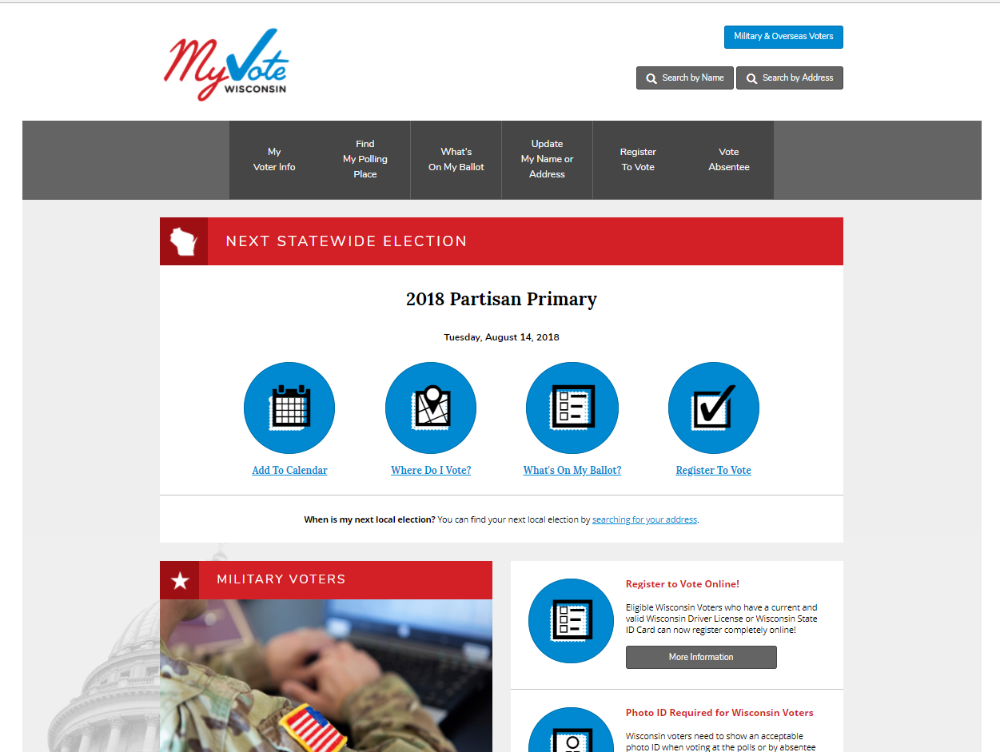 MyVote
WISCONSIN
Military & Overseas Voters
Search by Name
Search by Address
My
Voter Info
Find
My Polling
Place
What's
On My Ballot
Update
My Name or
Address
Register
To Vote
Vote
Absentee
NEXT STATEWIDE ELECTION
2018 Partisan Primary
Tuesday, August 14, 2018
Add To Calendar
Where Do I Vote?
What's On My Ballot?
Register To Vote
When is my next local election? You can find your next local election by searching for your address.
MILITARY VOTERS
Register to Vote Online!
Eligible Wisconsin Voters who have a current and
valid Wisconsin Driver License or Wisconsin State
ID Card can now register completely online!
More Information
Photo ID Required for Wisconsin Voters
Wisconsin voters need to show an acceptable
photo ID when voting at the polls or by absentee